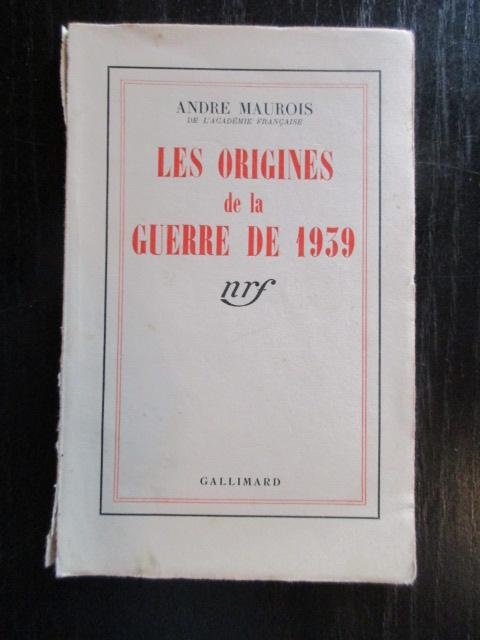 ANDRE MAUROIS
DE L'ACADÉMIE FRANÇAISE
LES ORIGINES
de la
GUERRE DE 1939
nrf
GALLIMARD